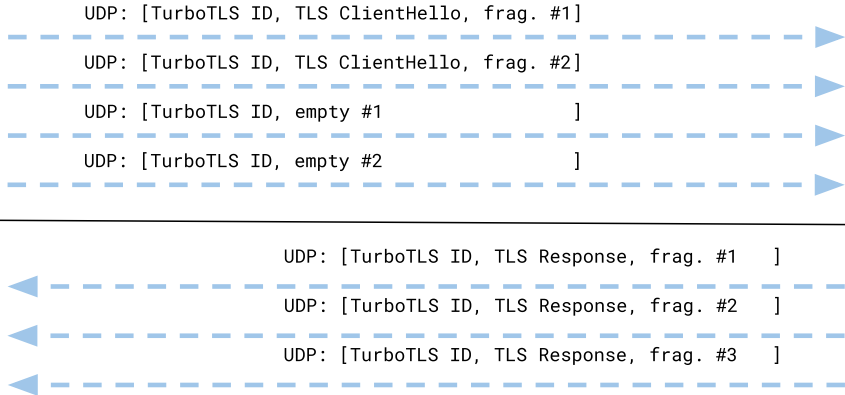 UDP: [TurboTLS ID, TLS ClientHello, frag. #1]
UDP: [TurboTLS ID, TLS ClientHello, frag. #2]
UDP: [TurboTLS ID, empty #1 ]
UDP: [TurboTLS ID, empty #2 ]
UDP: [TurboTLS ID, TLS Response, frag. #1 ]
UDP: [TurboTLS ID, TLS Response, frag. #2 ]
UDP: [TurboTLS ID, TLS Response, frag. #3 ]